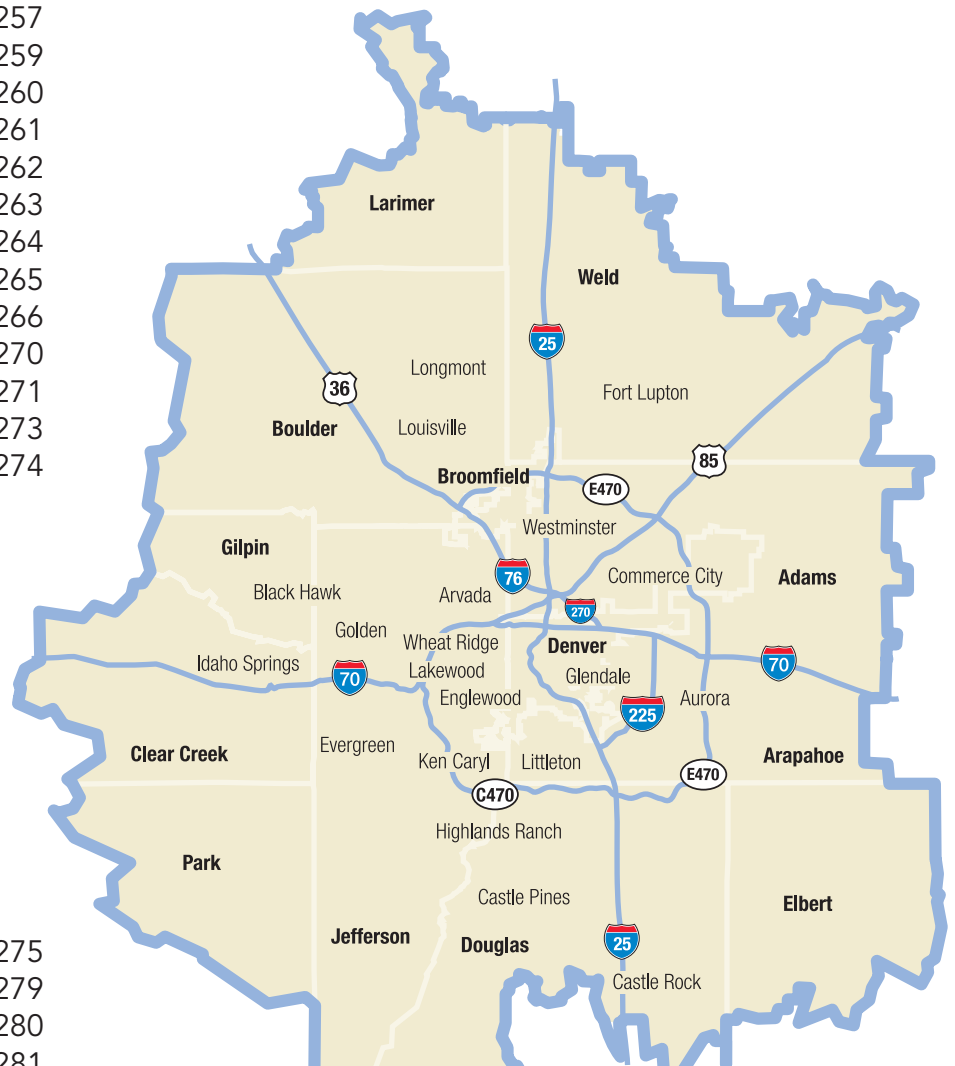 257
259
260
261
262
263
264
265
266
270
271
273
274
275
279
280
281
Larimer
Weld
25
Longmont
36
Fort Lupton
Boulder
Louisville
85
Broomfield
E470
Westminster
Gilpin
76
Commerce City
Adams
Black Hawk
Arvada
270
Golden
Wheat Ridge
Denver
Idaho Springs
Lakewood
70
Glendale
70
Englewood
Aurora
225
Evergreen
Clear Creek
Ken Caryl
Littleton
Arapahoe
E470
C470
Highlands Ranch
Park
Castle Pines
Elbert
Jefferson
Douglas
25
Castle Rock